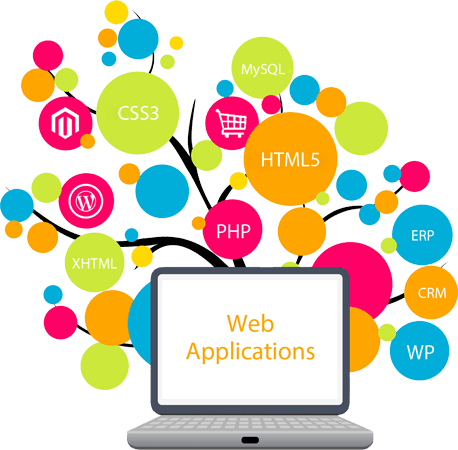 MySQL
CSS3
HTML5
PHP
ERP
XHTML
CRM
Web
Applications
WP